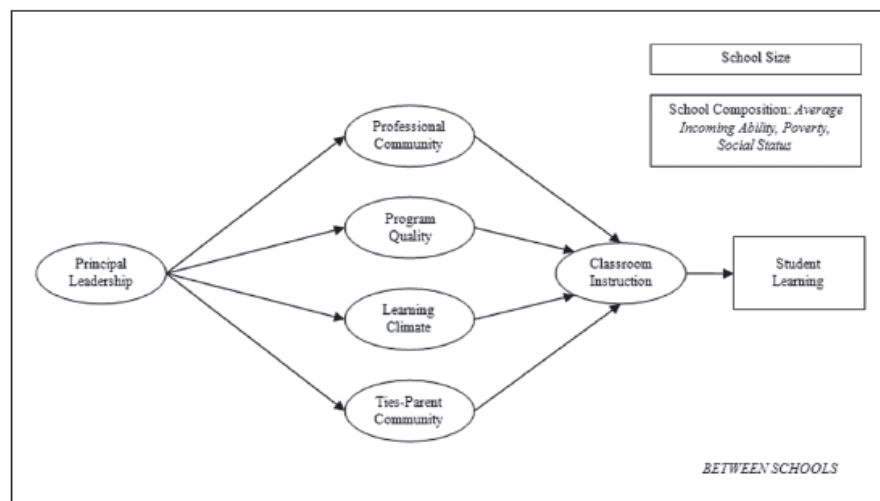 School Size
School Composition: Average
Incoming Ability, Poverty,
Social Status
Professional
Community
Program
Quality
Principal
Leadership
Classroom
Instruction
Student
Learning
Learning
Climate
Ties-Parent
Community
BETWEEN SCHOOLS